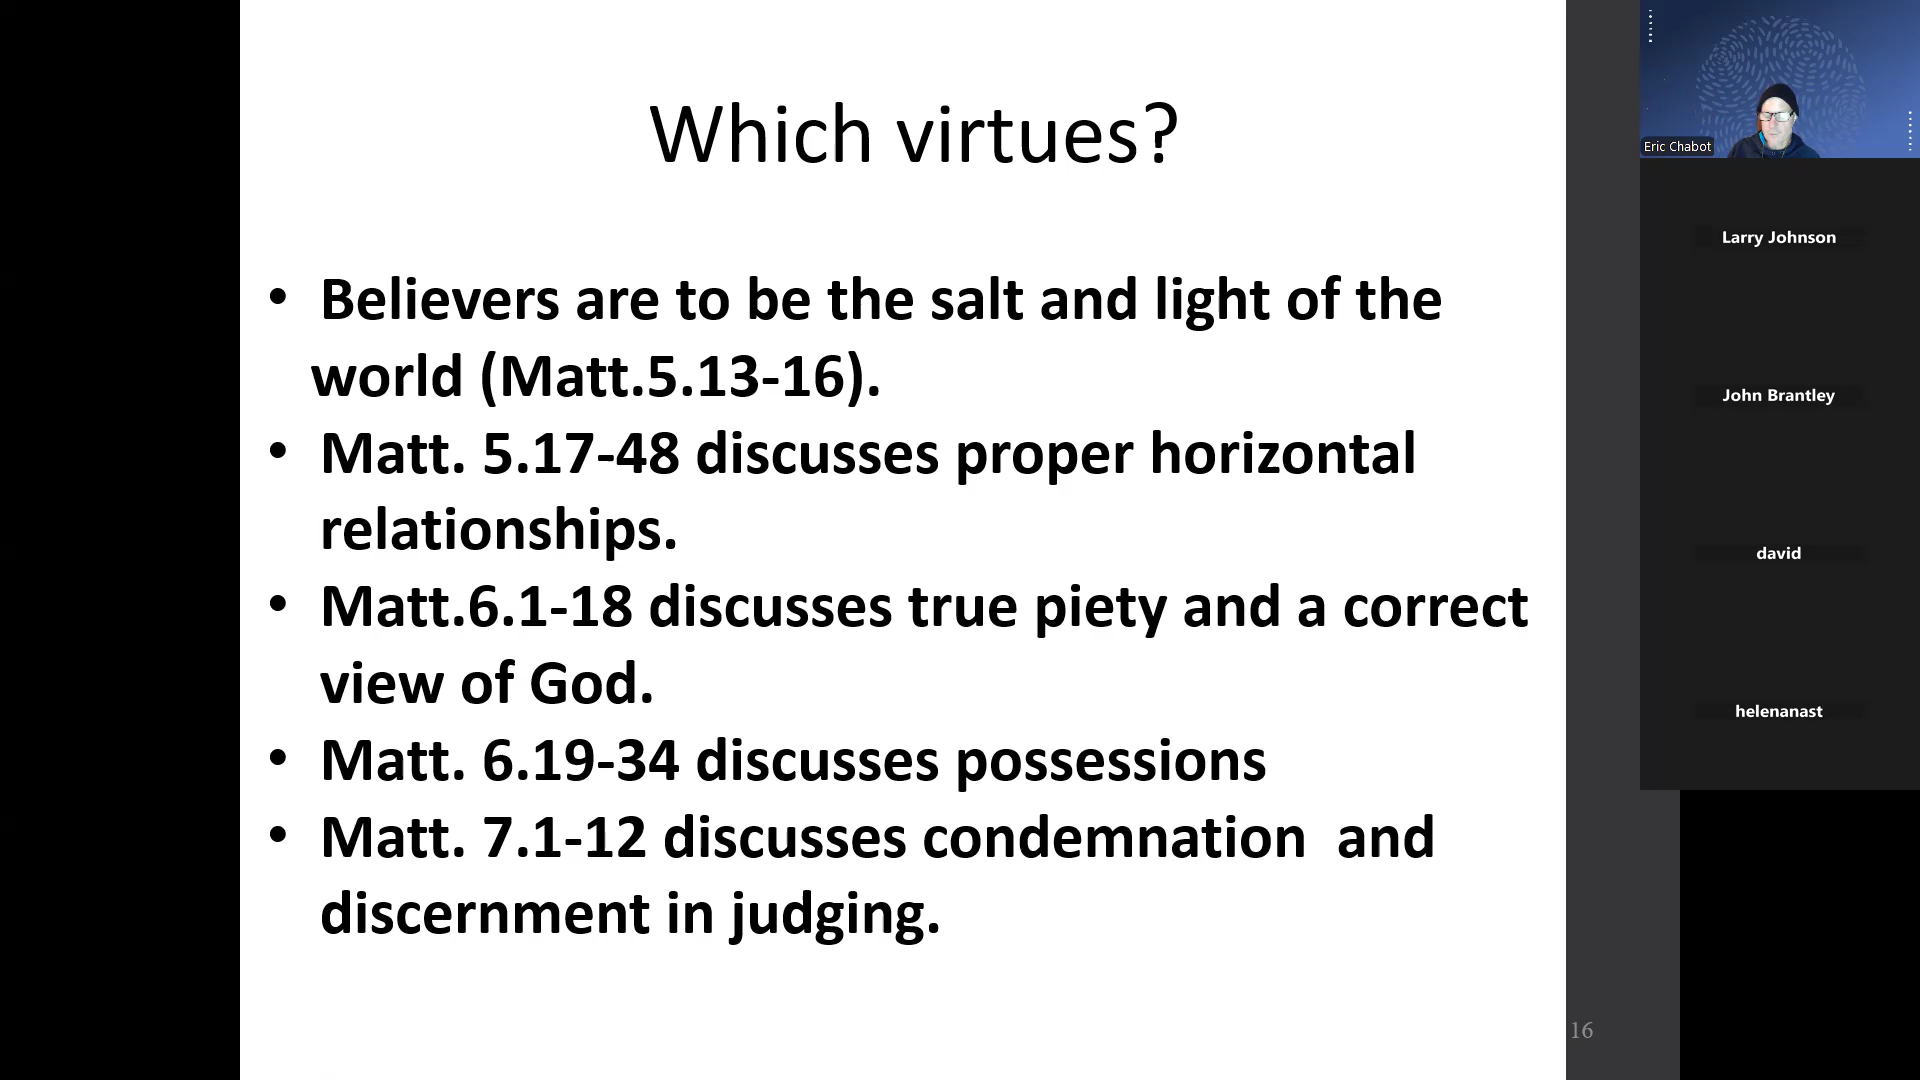 Which virtues?
• Believers are to be the salt and light of the
world (Matt.5.13-16).
• Matt. 5.17-48 discusses proper horizontal
relationships.
• Matt.6.1-18 discusses true piety and a correct
view of God.
• Matt. 6.19-34 discusses possessions
• Matt. 7.1-12 discusses condemnation  and
discernment in judging.
16
Eric Chabot
Larry Johnson
John Brantley
david
helenanast